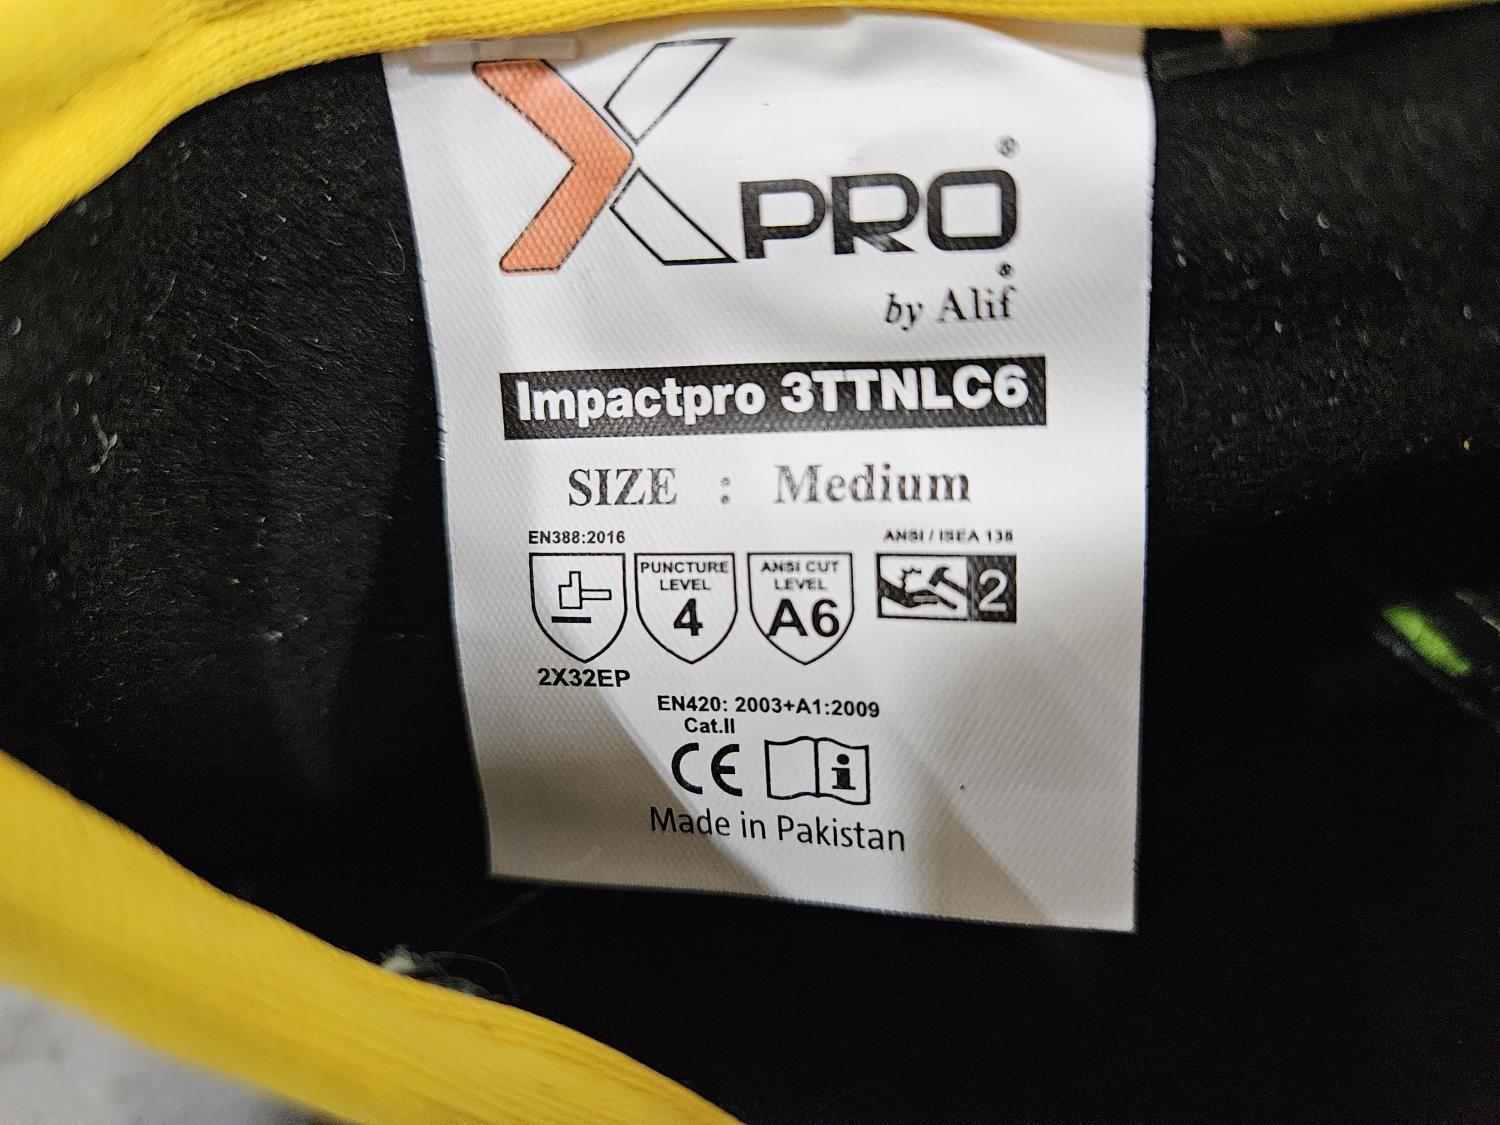 XPRO®
by Alif®
Impactpro 3TTNLC6
SIZE : Medium
EN388:2016
2X32EP
PUNCTURE
LEVEL
4
ANSI CUT
LEVEL
A6
ANSI / ISEA 138
2
EN420: 2003+A1:2009
Cat.II
CE i
Made in Pakistan